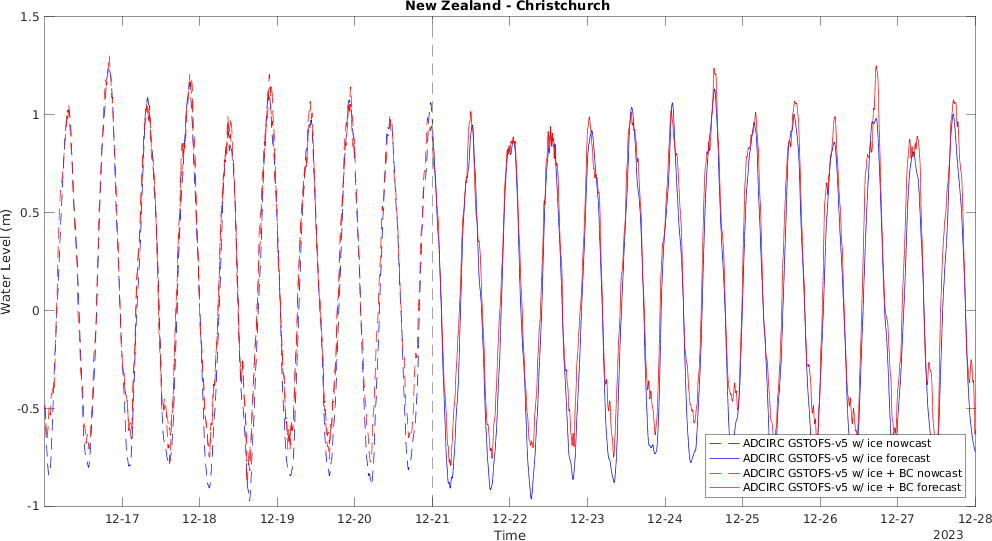 New Zealand - Christchurch
1.5
1
0.5
0
-0.5
-1
Water Level (m)
ADCIRC GSTOFS-v5 w/ ice nowcast
ADCIRC GSTOFS-v5 w/ ice forecast
ADCIRC GSTOFS-v5 w/ ice + BC nowcast
ADCIRC GSTOFS-v5 w/ ice + BC forecast
12-17 12-18 12-19 12-20 12-21 12-22 12-23 12-24 12-25 12-26 12-27 12-28
Time
2023